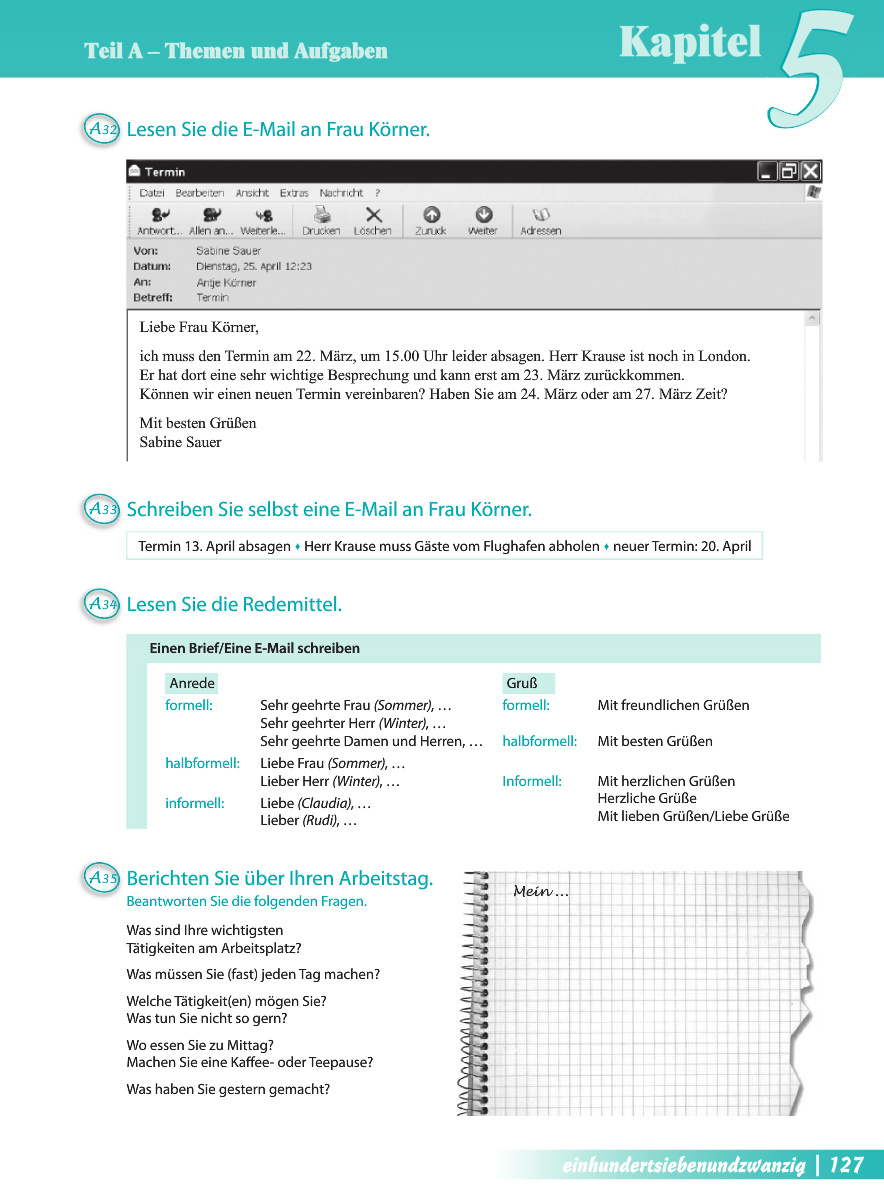 Teil A – Themen und Aufgaben
Kapitel 5
A32 Lesen Sie die E-Mail an Frau Körner.
Termin
Datei Bearbeiten Ansicht Extras Nachricht ?
Antwort... Allen an... Weiterle... Drucken Löschen Zurück Weiter Adressen
Von: Sabine Sauer
Datum: Dienstag, 25. April 12:23
An: Antje Körner
Betreff: Termin
Liebe Frau Körner,
ich muss den Termin am 22. März, um 15.00 Uhr leider absagen. Herr Krause ist noch in London.
Er hat dort eine sehr wichtige Besprechung und kann erst am 23. März zurückkommen.
Können wir einen neuen Termin vereinbaren? Haben Sie am 24. März oder am 27. März Zeit?
Mit besten Grüßen
Sabine Sauer
A33 Schreiben Sie selbst eine E-Mail an Frau Körner.
Termin 13. April absagen ♦ Herr Krause muss Gäste vom Flughafen abholen ♦ neuer Termin: 20. April
A34 Lesen Sie die Redemittel.
Einen Brief/Eine E-Mail schreiben
Anrede
formell: Sehr geehrte Frau (Sommer), …
Sehr geehrter Herr (Winter), …
Sehr geehrte Damen und Herren, …
halbformell: Liebe Frau (Sommer), …
Lieber Herr (Winter), …
informell: Liebe (Claudia), …
Lieber (Rudi), …
Gruß
formell: Mit freundlichen Grüßen
halbformell: Mit besten Grüßen
Informell: Mit herzlichen Grüßen
Herzliche Grüße
Mit lieben Grüßen/Liebe Grüße
A35 Berichten Sie über Ihren Arbeitstag.
Beantworten Sie die folgenden Fragen.
Was sind Ihre wichtigsten
Tätigkeiten am Arbeitsplatz?
Was müssen Sie (fast) jeden Tag machen?
Welche Tätigkeit(en) mögen Sie?
Was tun Sie nicht so gern?
Wo essen Sie zu Mittag?
Machen Sie eine Kaffee- oder Teepause?
Was haben Sie gestern gemacht?
Mein …
einhundertsiebenundzwanzig | 127